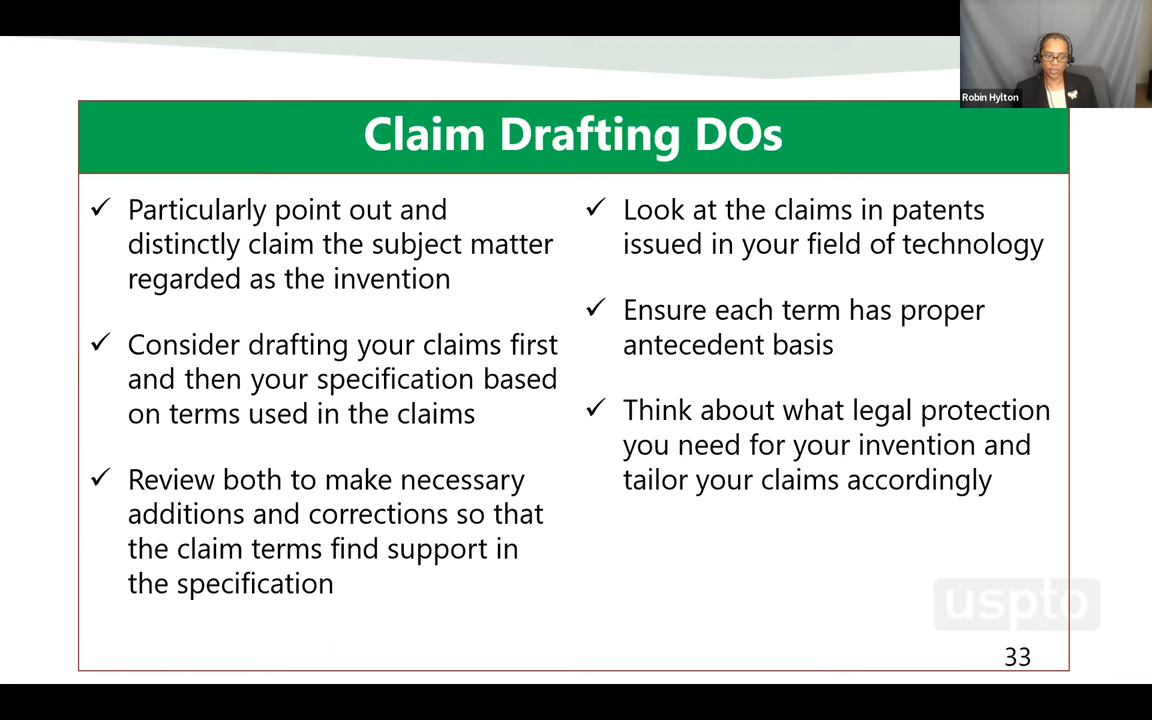 Robin Hylton
Claim Drafting DOs
✓ Particularly point out and
distinctly claim the subject matter
regarded as the invention
✓ Consider drafting your claims first
and then your specification based
on terms used in the claims
✓ Review both to make necessary
additions and corrections so that
the claim terms find support in
the specification
✓ Look at the claims in patents
issued in your field of technology
✓ Ensure each term has proper
antecedent basis
✓ Think about what legal protection
you need for your invention and
tailor your claims accordingly
uspto
33